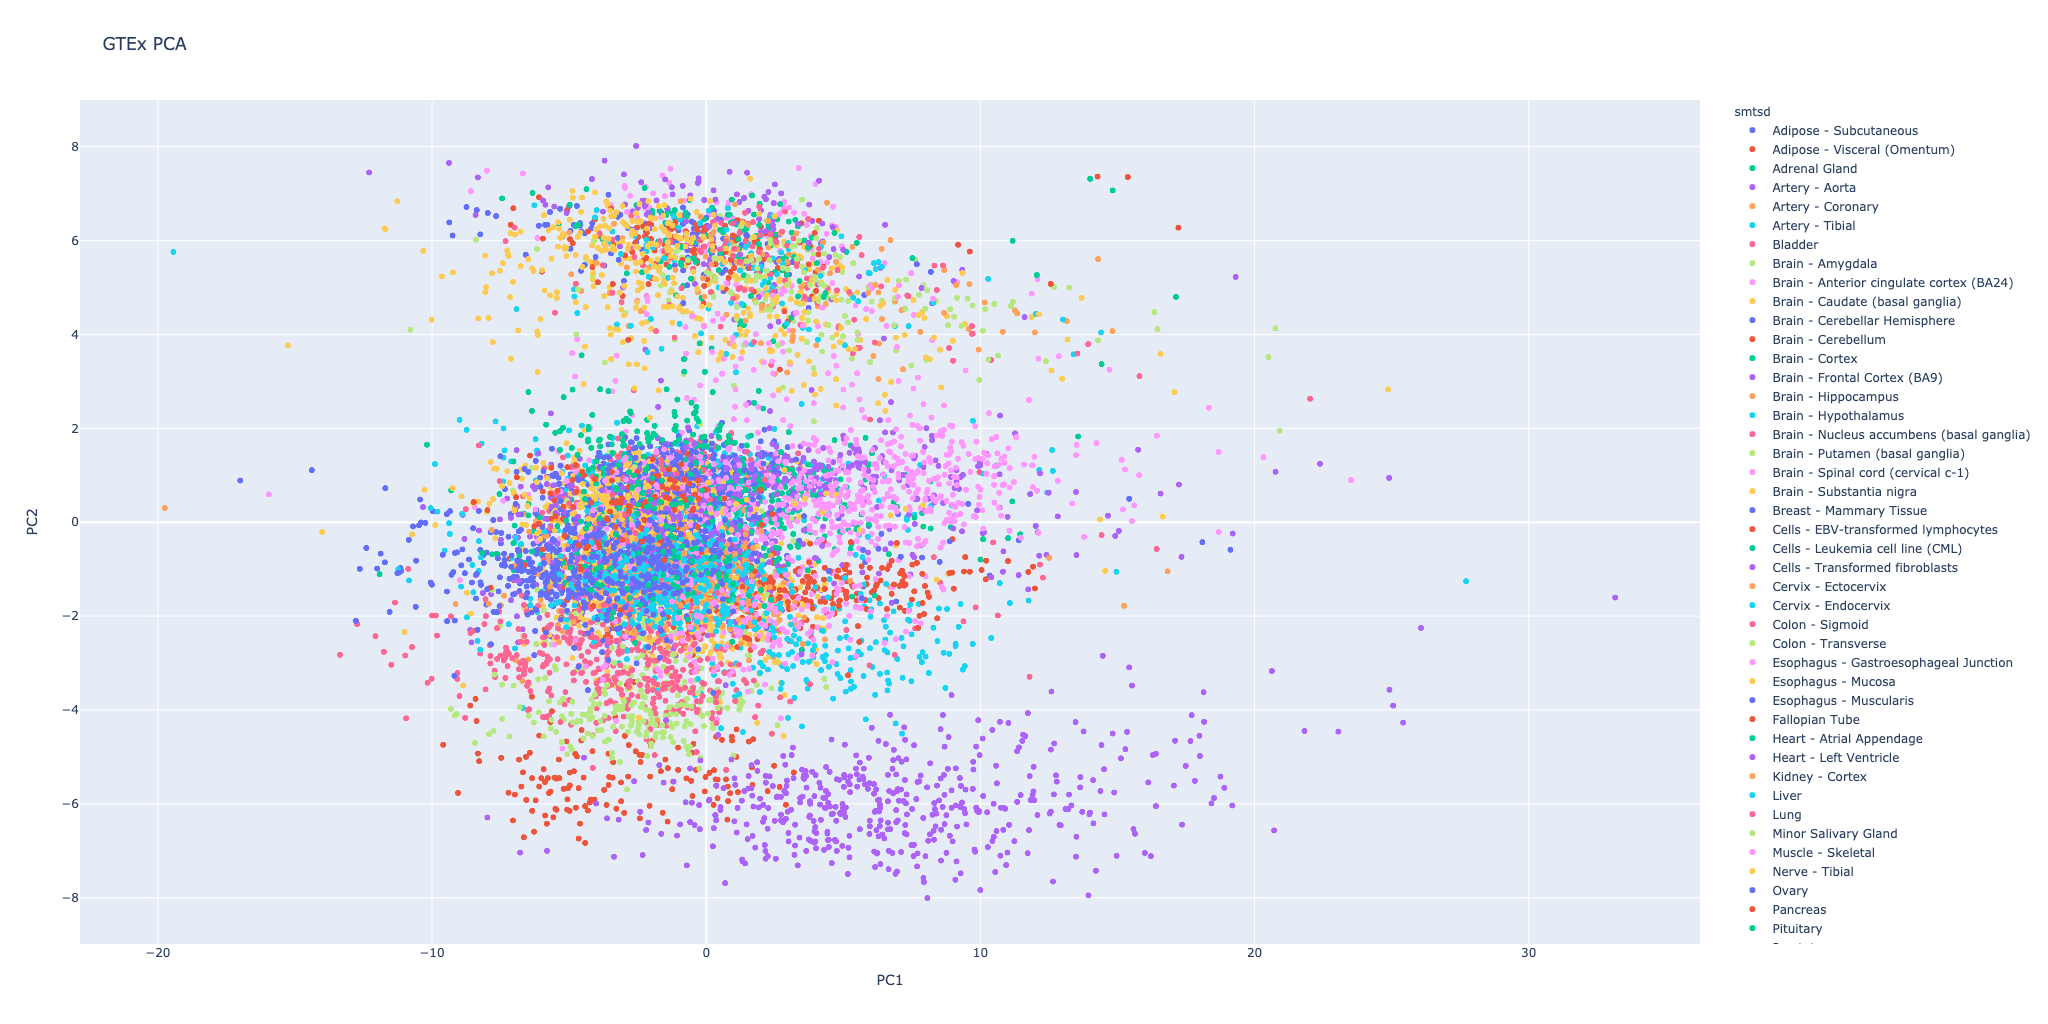 GTEx PCA
smtsd
Adipose - Subcutaneous
Adipose - Visceral (Omentum)
Adrenal Gland
Artery - Aorta
Artery - Coronary
Artery - Tibial
Bladder
Brain - Amygdala
Brain - Anterior cingulate cortex (BA24)
Brain - Caudate (basal ganglia)
Brain - Cerebellar Hemisphere
Brain - Cerebellum
Brain - Cortex
Brain - Frontal Cortex (BA9)
Brain - Hippocampus
Brain - Hypothalamus
Brain - Nucleus accumbens (basal ganglia)
Brain - Putamen (basal ganglia)
Brain - Spinal cord (cervical c-1)
Brain - Substantia nigra
Breast - Mammary Tissue
Cells - EBV-transformed lymphocytes
Cells - Leukemia cell line (CML)
Cells - Transformed fibroblasts
Cervix - Ectocervix
Cervix - Endocervix
Colon - Sigmoid
Colon - Transverse
Esophagus - Gastroesophageal Junction
Esophagus - Mucosa
Esophagus - Muscularis
Fallopian Tube
Heart - Atrial Appendage
Heart - Left Ventricle
Kidney - Cortex
Liver
Lung
Minor Salivary Gland
Muscle - Skeletal
Nerve - Tibial
Ovary
Pancreas
Pituitary
8
6
4
2
0
−2
−4
−6
−8
PC2
−20
−10
0
10
20
30
PC1